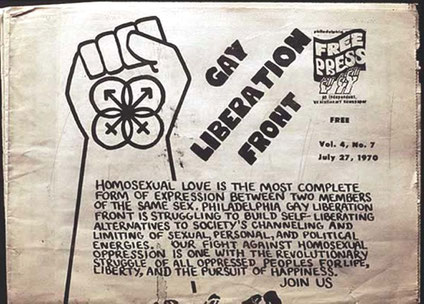 GAY
LIBERATION
FRONT
philadelphia
FREE
PRESS
an independent,
revolutionary newspaper
FREE
Vol. 4, No. 7
July 27, 1970
HOMOSEXUAL LOVE IS THE MOST COMPLETE
FORM OF EXPRESSION BETWEEN TWO MEMBERS
OF THE SAME SEX. PHILADELPHIA GAY LIBERATION
FRONT IS STRUGGLING TO BUILD SELF-LIBERATING
ALTERNATIVES TO SOCIETY'S CHANNELING AND
LIMITING OF SEXUAL, PERSONAL, AND POLITICAL
ENERGIES. OUR FIGHT AGAINST HOMOSEXUAL
OPPRESSION IS ONE WITH THE REVOLUTIONARY
STRUGGLE OF ALL OPPRESSED PEOPLES FOR LIFE,
LIBERTY, AND THE PURSUIT OF HAPPINESS.
JOIN US